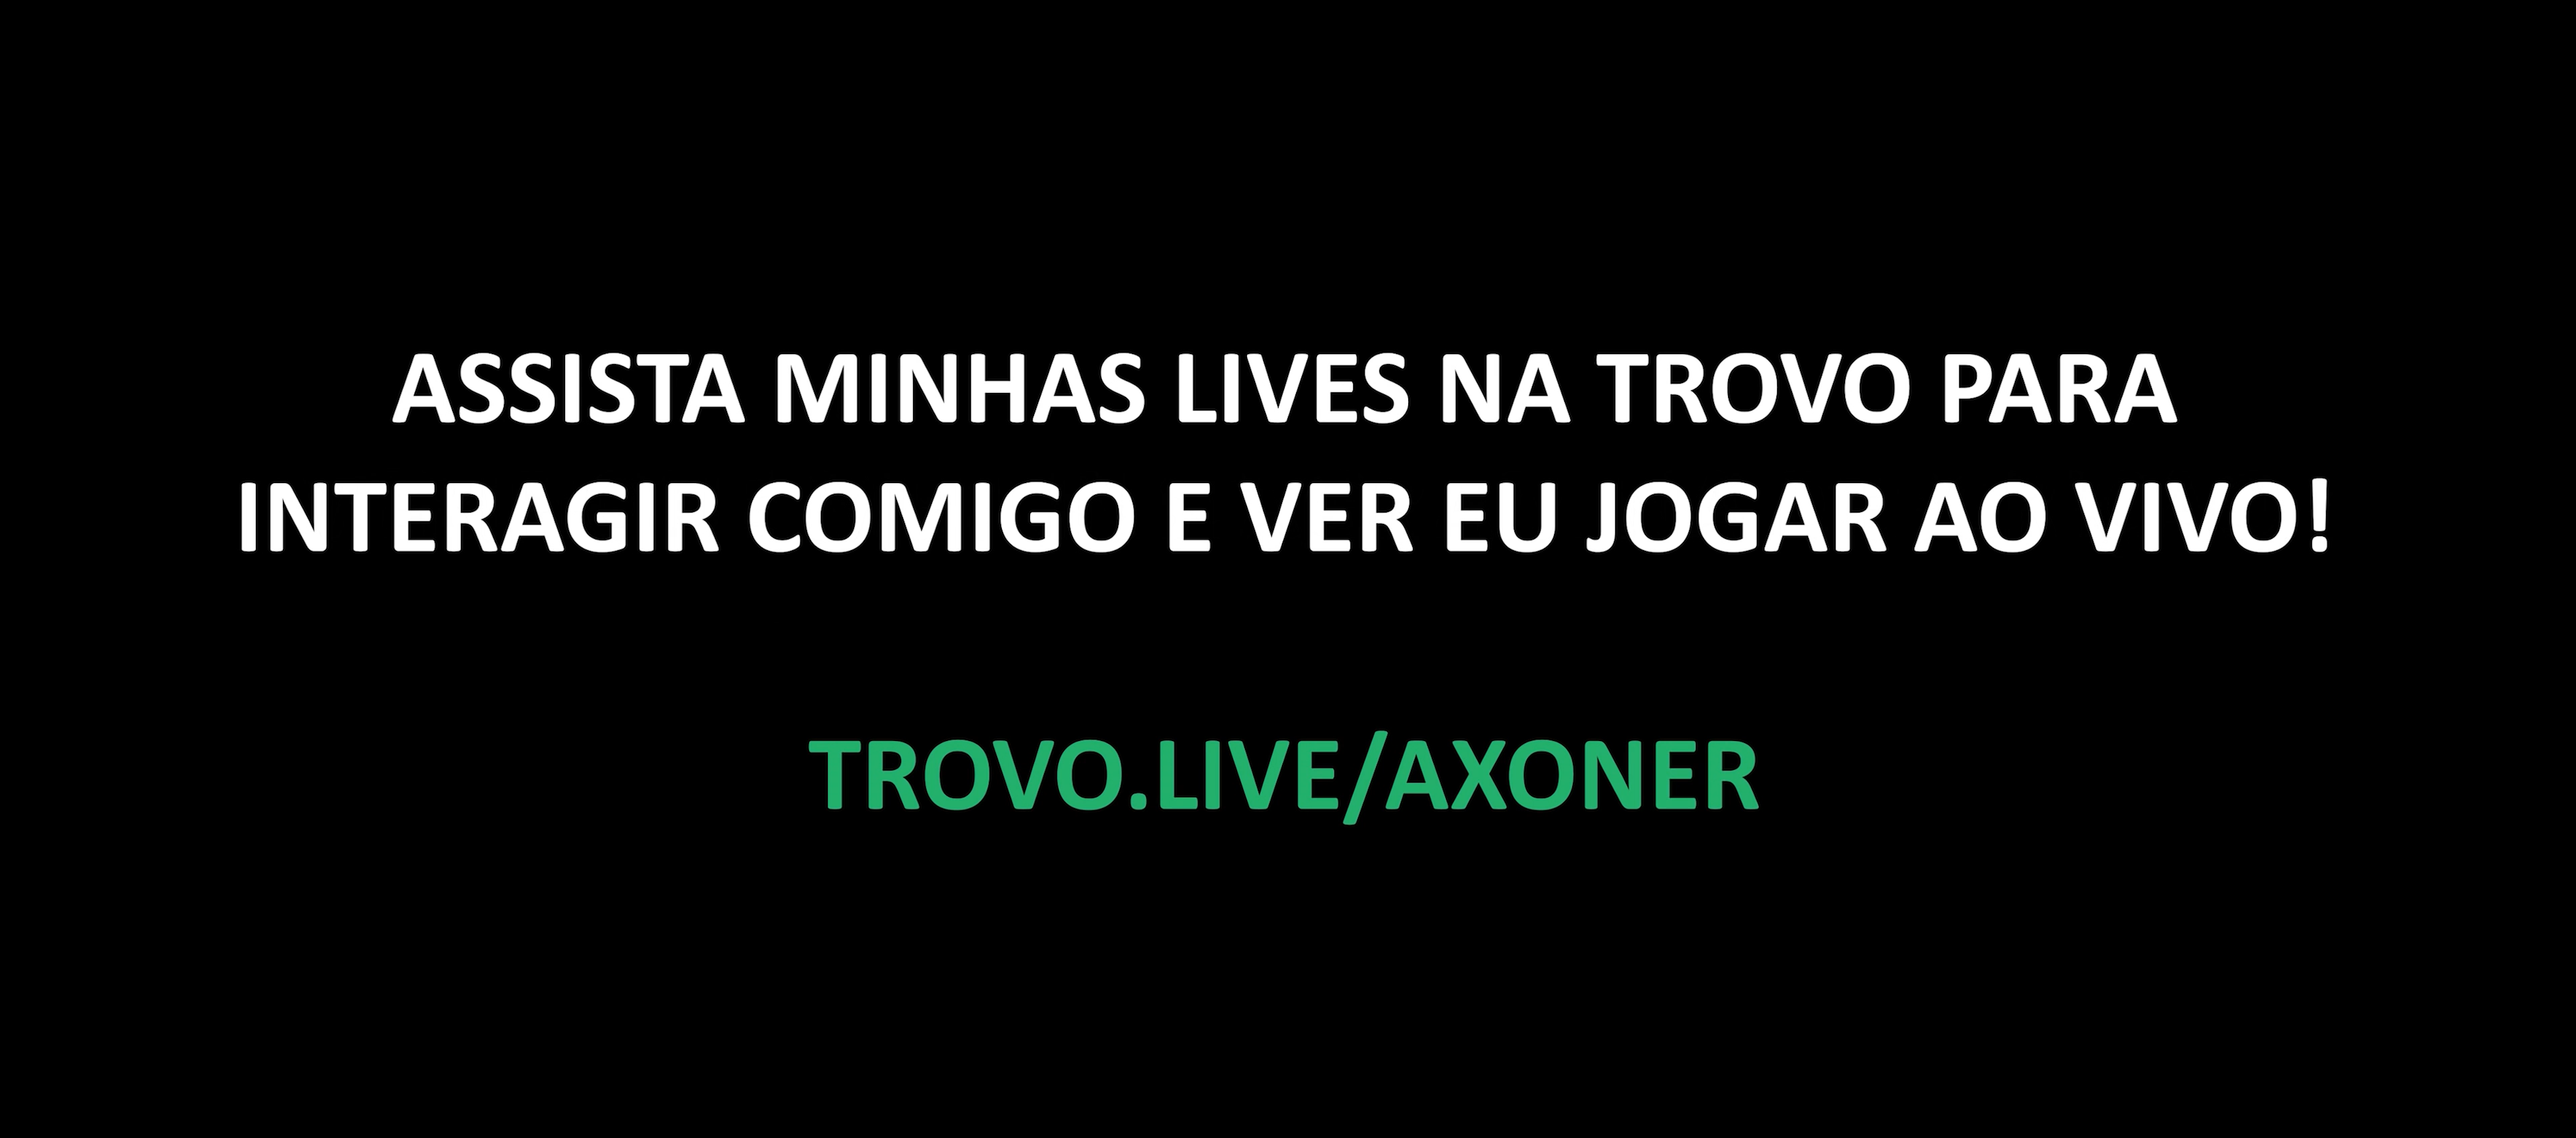 ASSISTA MINHAS LIVES NA TROVO PARA
INTERAGIR COMIGO E VER EU JOGAR AO VIVO!
TROVO.LIVE/AXONER